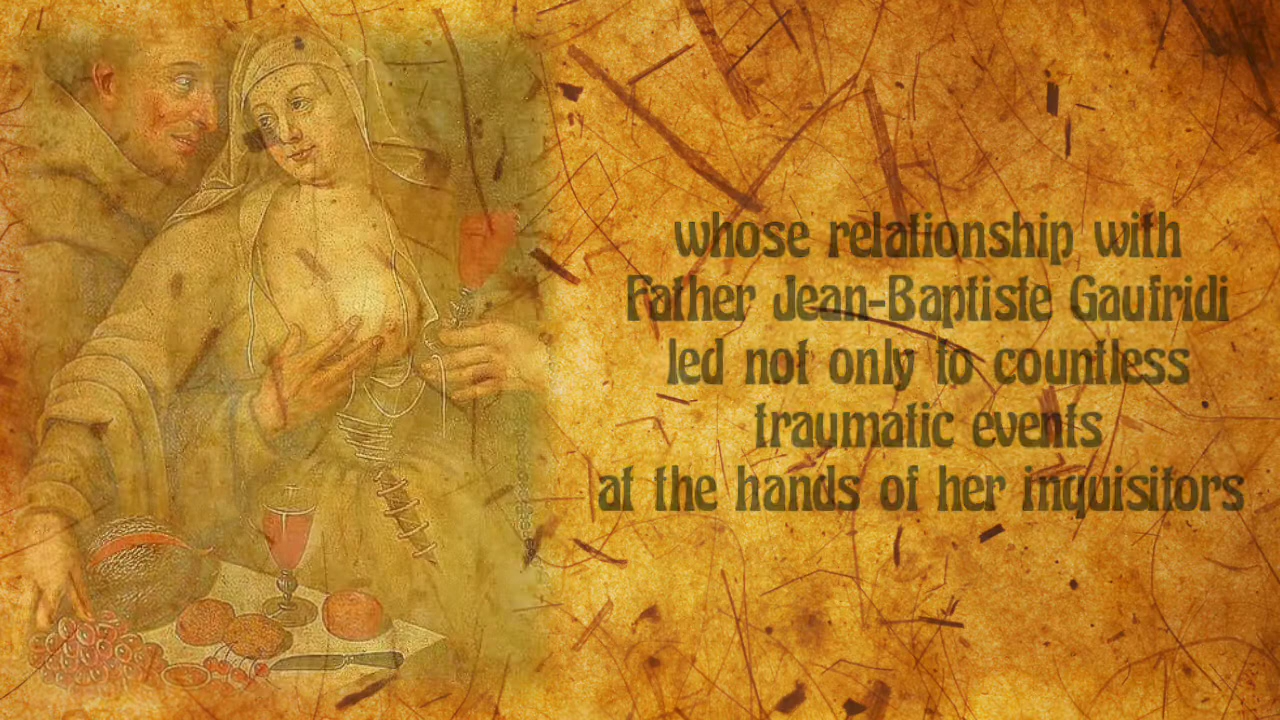 whose relationship with
Father Jean-Baptiste Gaufridi
led not only to countless
traumatic events
at the hands of her inquisitors